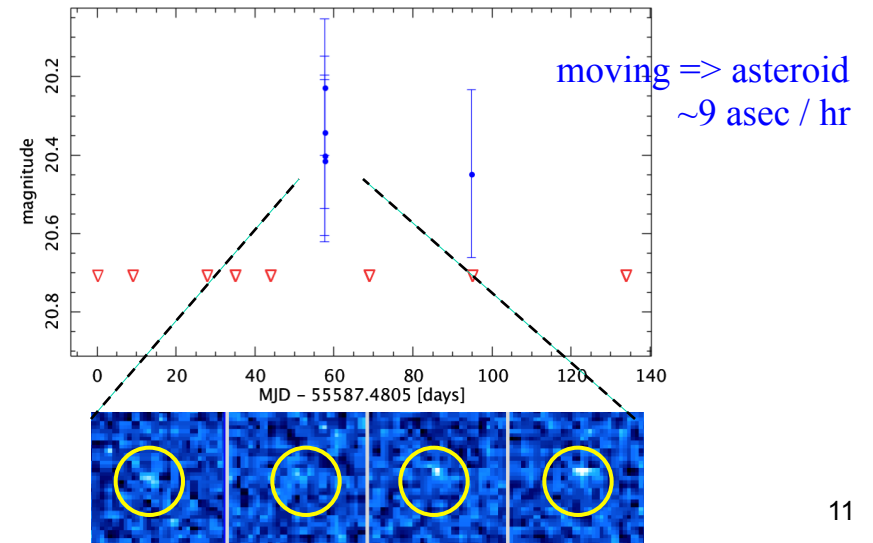 moving => asteroid
~9 asec / hr
magnitude
20.2
20.4
20.6
20.8
0 20 40 60 80 100 120 140
MJD − 55587.4805 [days]
11